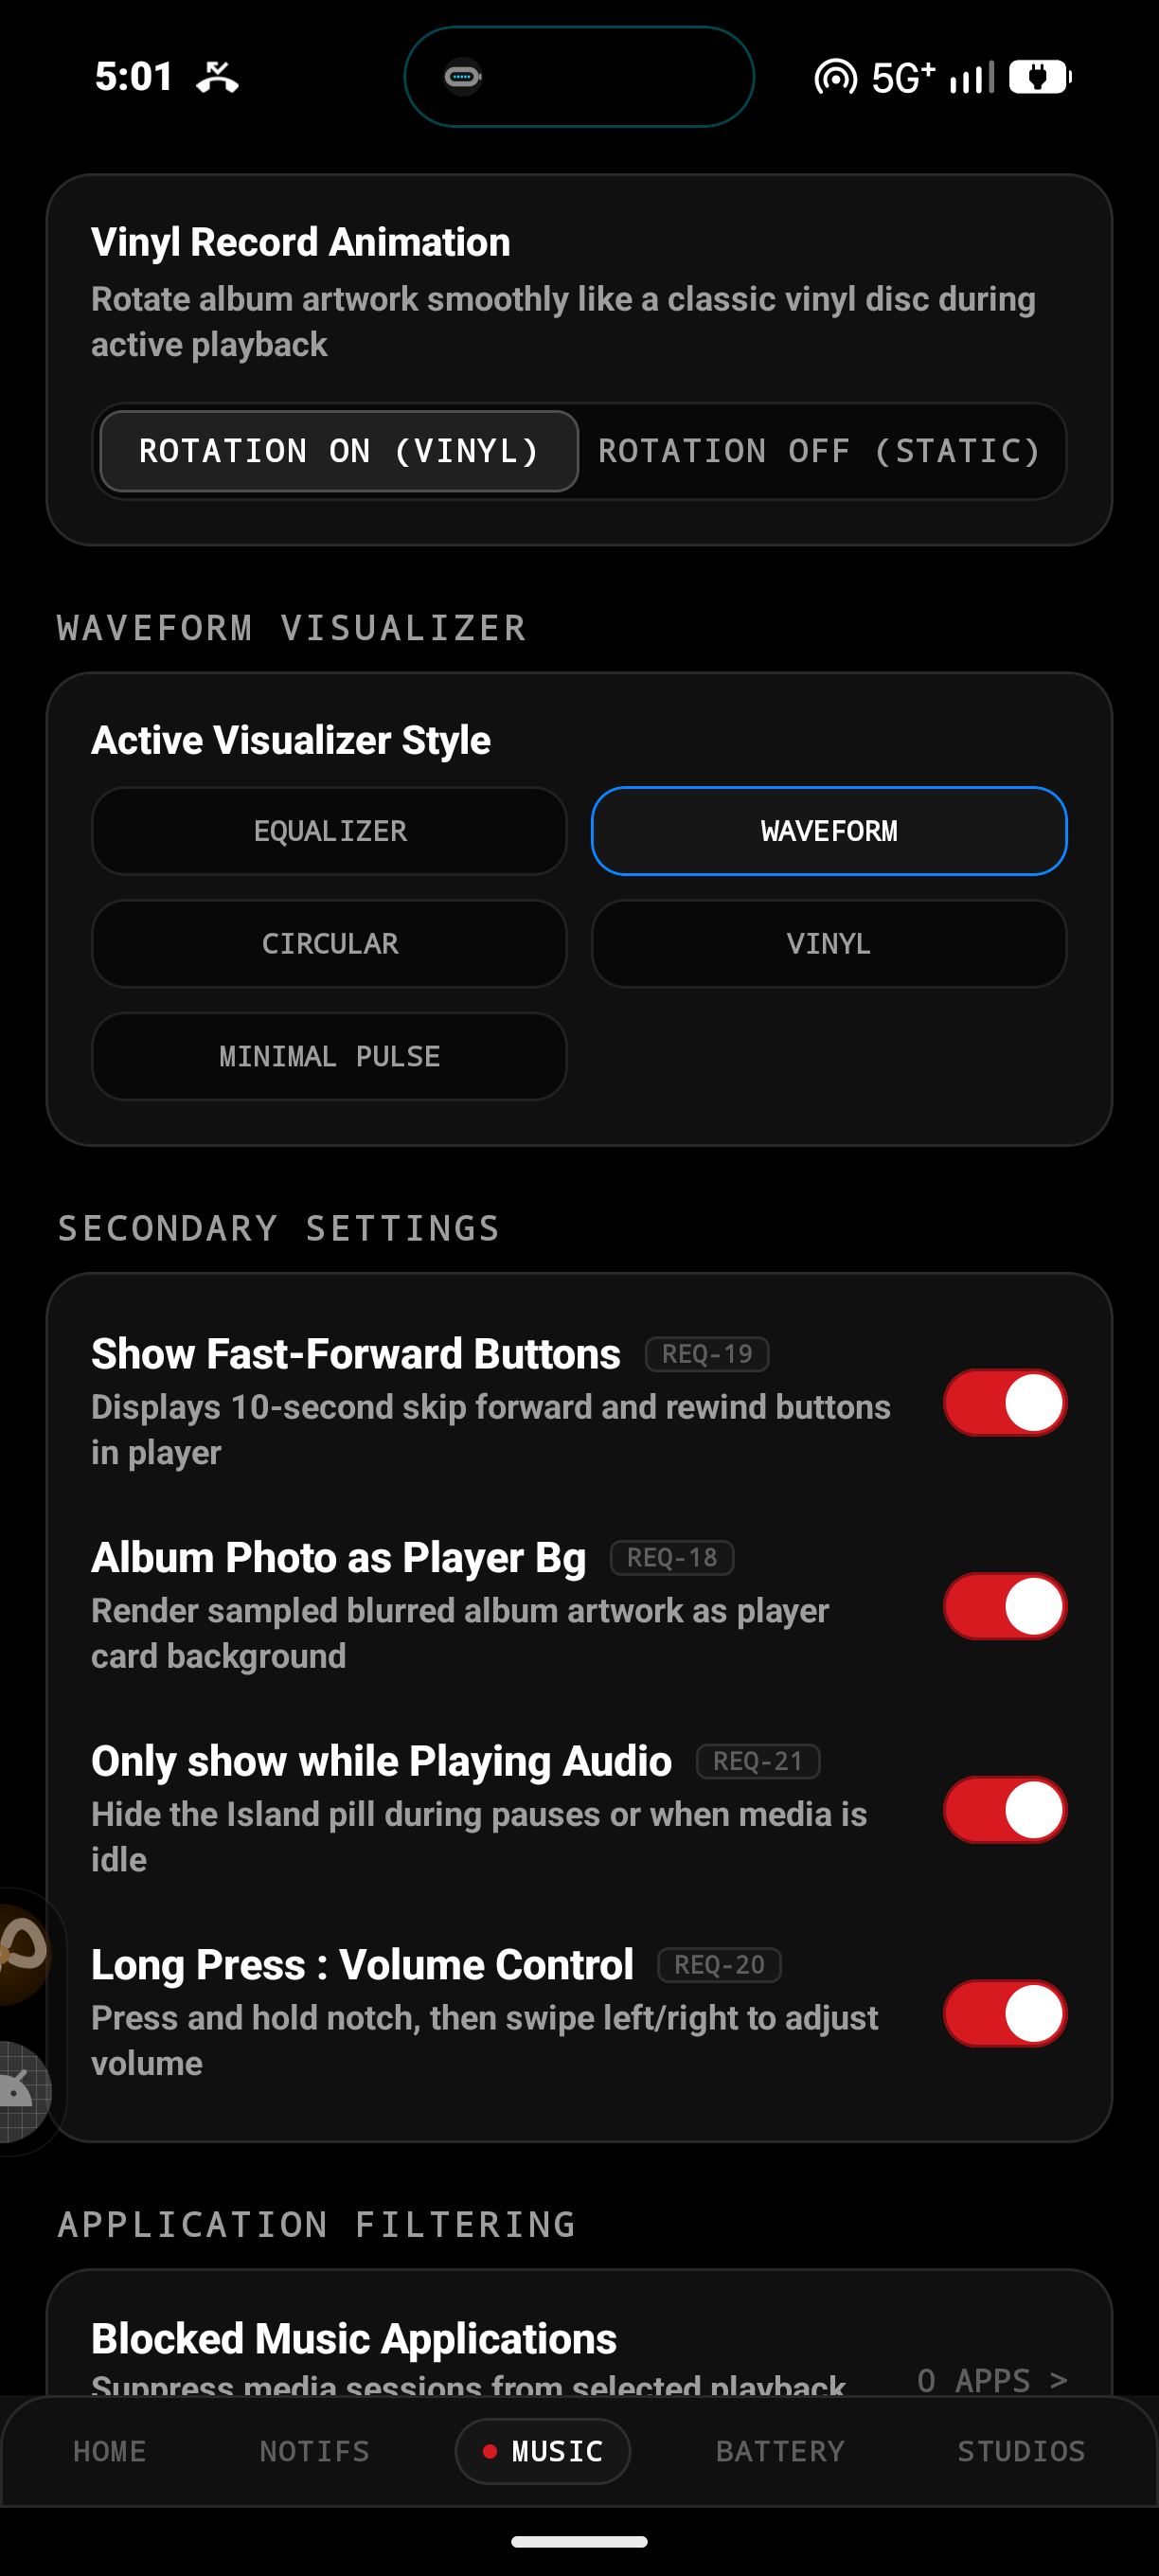 5:01
5G+
Vinyl Record Animation
Rotate album artwork smoothly like a classic vinyl disc during
active playback
ROTATION ON (VINYL) ROTATION OFF (STATIC)
WAVEFORM VISUALIZER
Active Visualizer Style
EQUALIZER WAVEFORM
CIRCULAR VINYL
MINIMAL PULSE
SECONDARY SETTINGS
Show Fast-Forward Buttons REQ-19
Displays 10-second skip forward and rewind buttons
in player
Album Photo as Player Bg REQ-18
Render sampled blurred album artwork as player
card background
Only show while Playing Audio REQ-21
Hide the Island pill during pauses or when media is
idle
Long Press : Volume Control REQ-20
Press and hold notch, then swipe left/right to adjust
volume
APPLICATION FILTERING
Blocked Music Applications
Suppress media sessions from selected playback
0 APPS >
HOME NOTIFS MUSIC BATTERY STUDIOS